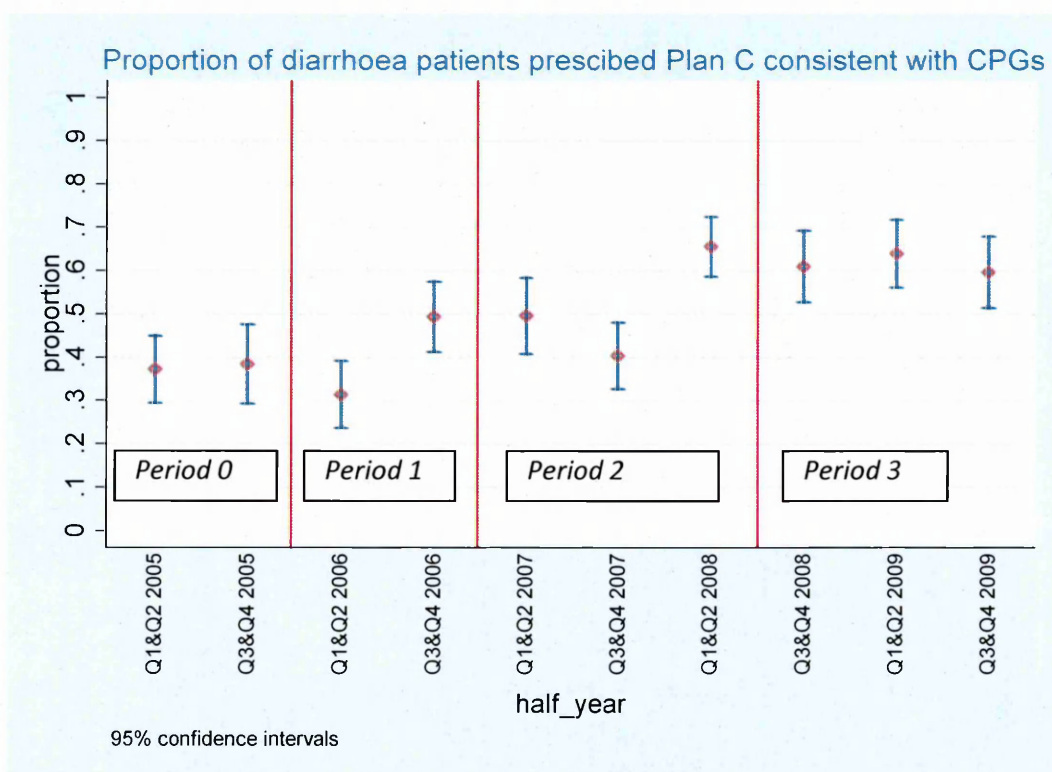 Proportion of diarrhoea patients prescibed Plan C consistent with CPGs
proportion
1
.9
.8
.7
.6
.5
.4
.3
.2
.1
0
Period 0
Period 1
Period 2
Period 3
Q1&Q2 2005
Q3&Q4 2005
Q1&Q2 2006
Q3&Q4 2006
Q1&Q2 2007
Q3&Q4 2007
Q1&Q2 2008
Q3&Q4 2008
Q1&Q2 2009
Q3&Q4 2009
half_year
95% confidence intervals